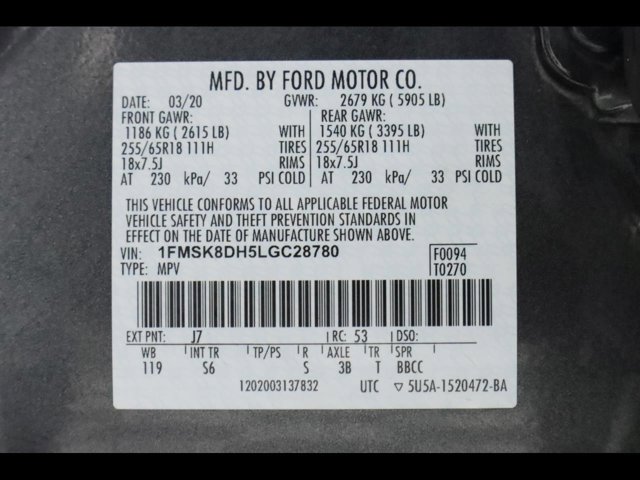 MFD. BY FORD MOTOR CO.
DATE: 03/20 GVWR: 2679 KG ( 5905 LB)
FRONT GAWR: REAR GAWR:
1186 KG ( 2615 LB) WITH 1540 KG ( 3395 LB) WITH
255/65R18 111H TIRES 255/65R18 111H TIRES
18x7.5J RIMS 18x7.5J RIMS
AT 230 kPa/ 33 PSI COLD AT 230 kPa/ 33 PSI COLD
THIS VEHICLE CONFORMS TO ALL APPLICABLE FEDERAL MOTOR
VEHICLE SAFETY AND THEFT PREVENTION STANDARDS IN
EFFECT ON THE DATE OF MANUFACTURE SHOWN ABOVE.
VIN: 1FMSK8DH5LGC28780 F0094
TYPE: MPV T0270
EXT PNT: J7 RC: 53 DSO:
WB INT TR TP/PS R AXLE TR SPR
119 S6 S 3B T BBCC
1202003137832 UTC ▽ 5U5A-1520472-BA